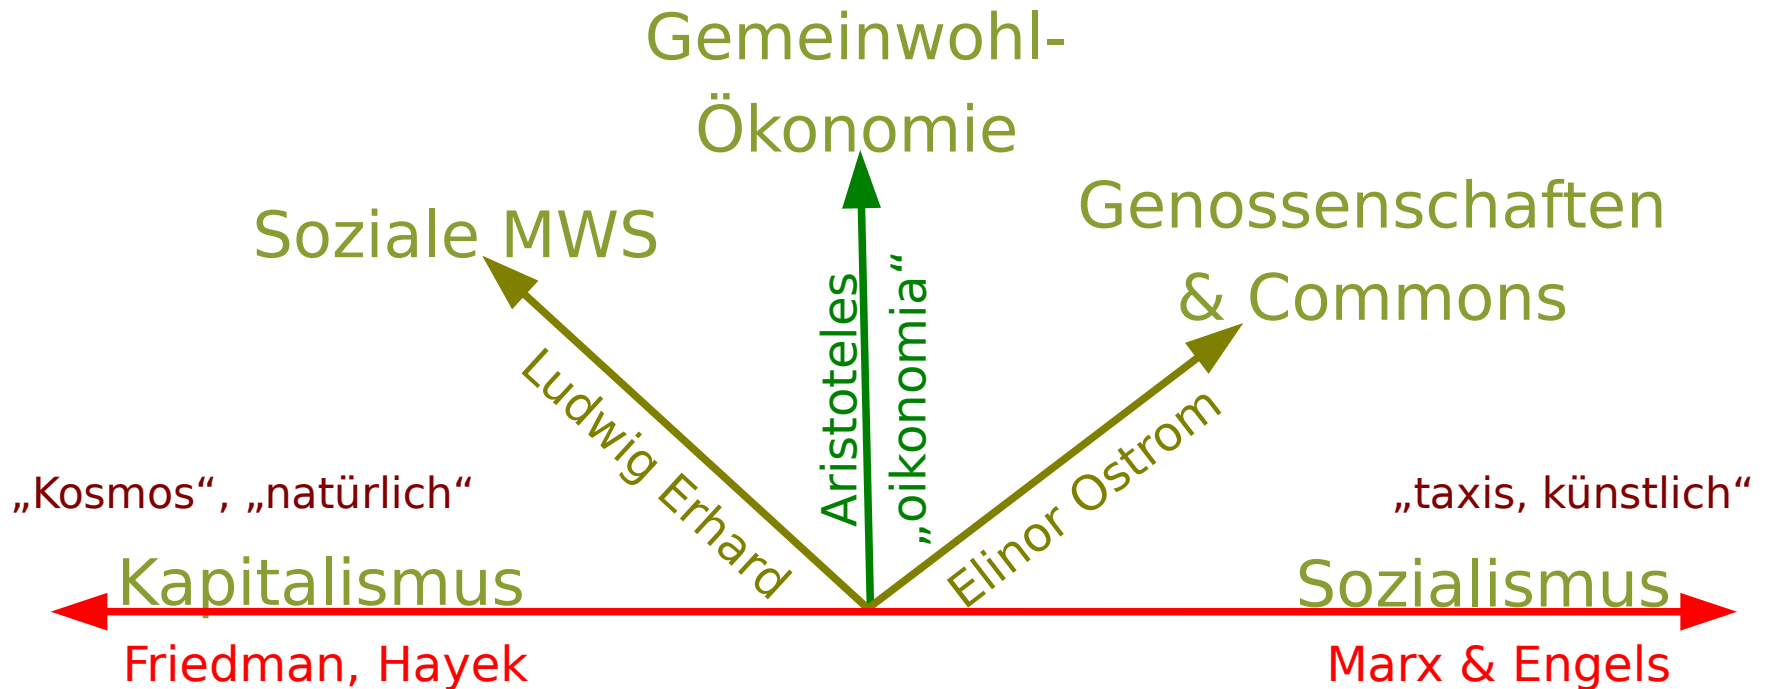 Gemeinwohl-
Ökonomie
Soziale MWS
Genossenschaften
& Commons
Ludwig Erhard
Aristoteles
„oikonomia“
Elinor Ostrom
„Kosmos“, „natürlich“
„taxis, künstlich“
Kapitalismus
Sozialismus
Friedman, Hayek
Marx & Engels